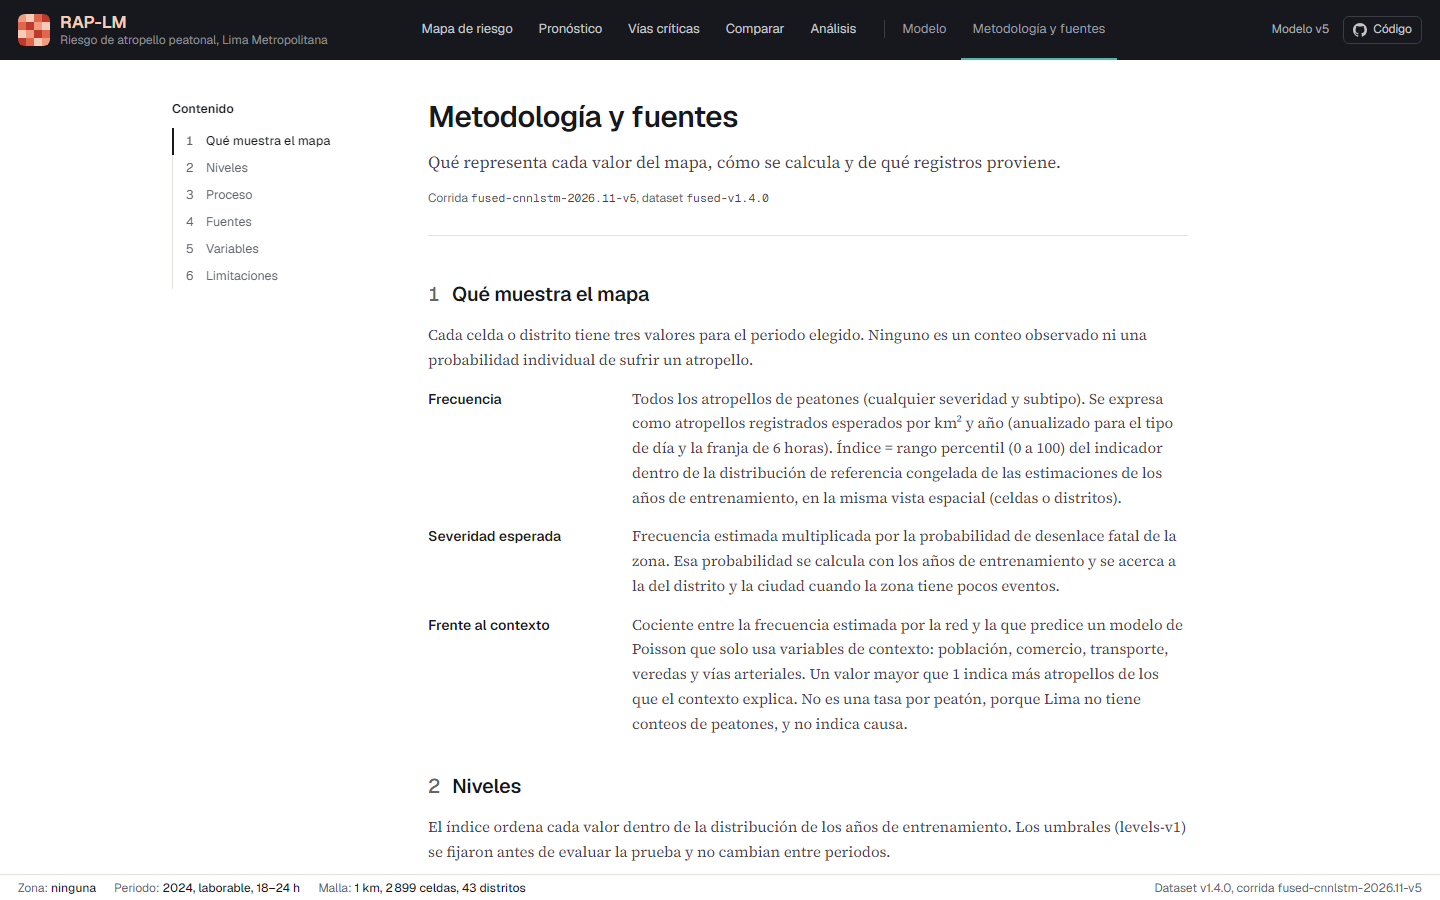 RAP-LM
Riesgo de atropello peatonal, Lima Metropolitana
Mapa de riesgo
Pronóstico
Vías críticas
Comparar
Análisis
Modelo
Metodología y fuentes
Modelo v5
Código
Contenido
1 Qué muestra el mapa
2 Niveles
3 Proceso
4 Fuentes
5 Variables
6 Limitaciones
Metodología y fuentes
Qué representa cada valor del mapa, cómo se calcula y de qué registros proviene.
Corrida fused-cnnlstm-2026.11-v5, dataset fused-v1.4.0
1 Qué muestra el mapa
Cada celda o distrito tiene tres valores para el periodo elegido. Ninguno es un conteo observado ni una
probabilidad individual de sufrir un atropello.
Frecuencia
Todos los atropellos de peatones (cualquier severidad y subtipo). Se expresa
como atropellos registrados esperados por km² y año (anualizado para el tipo
de día y la franja de 6 horas). Índice = rango percentil (0 a 100) del indicador
dentro de la distribución de referencia congelada de las estimaciones de los
años de entrenamiento, en la misma vista espacial (celdas o distritos).
Severidad esperada
Frecuencia estimada multiplicada por la probabilidad de desenlace fatal de la
zona. Esa probabilidad se calcula con los años de entrenamiento y se acerca a
la del distrito y la ciudad cuando la zona tiene pocos eventos.
Frente al contexto
Cociente entre la frecuencia estimada por la red y la que predice un modelo de
Poisson que solo usa variables de contexto: población, comercio, transporte,
veredas y vías arteriales. Un valor mayor que 1 indica más atropellos de los
que el contexto explica. No es una tasa por peatón, porque Lima no tiene
conteos de peatones, y no indica causa.
2 Niveles
El índice ordena cada valor dentro de la distribución de los años de entrenamiento. Los umbrales (levels-v1)
se fijaron antes de evaluar la prueba y no cambian entre periodos.
Zona: ninguna
Periodo: 2024, laborable, 18–24 h
Malla: 1 km, 2 899 celdas, 43 distritos
Dataset v1.4.0, corrida fused-cnnlstm-2026.11-v5